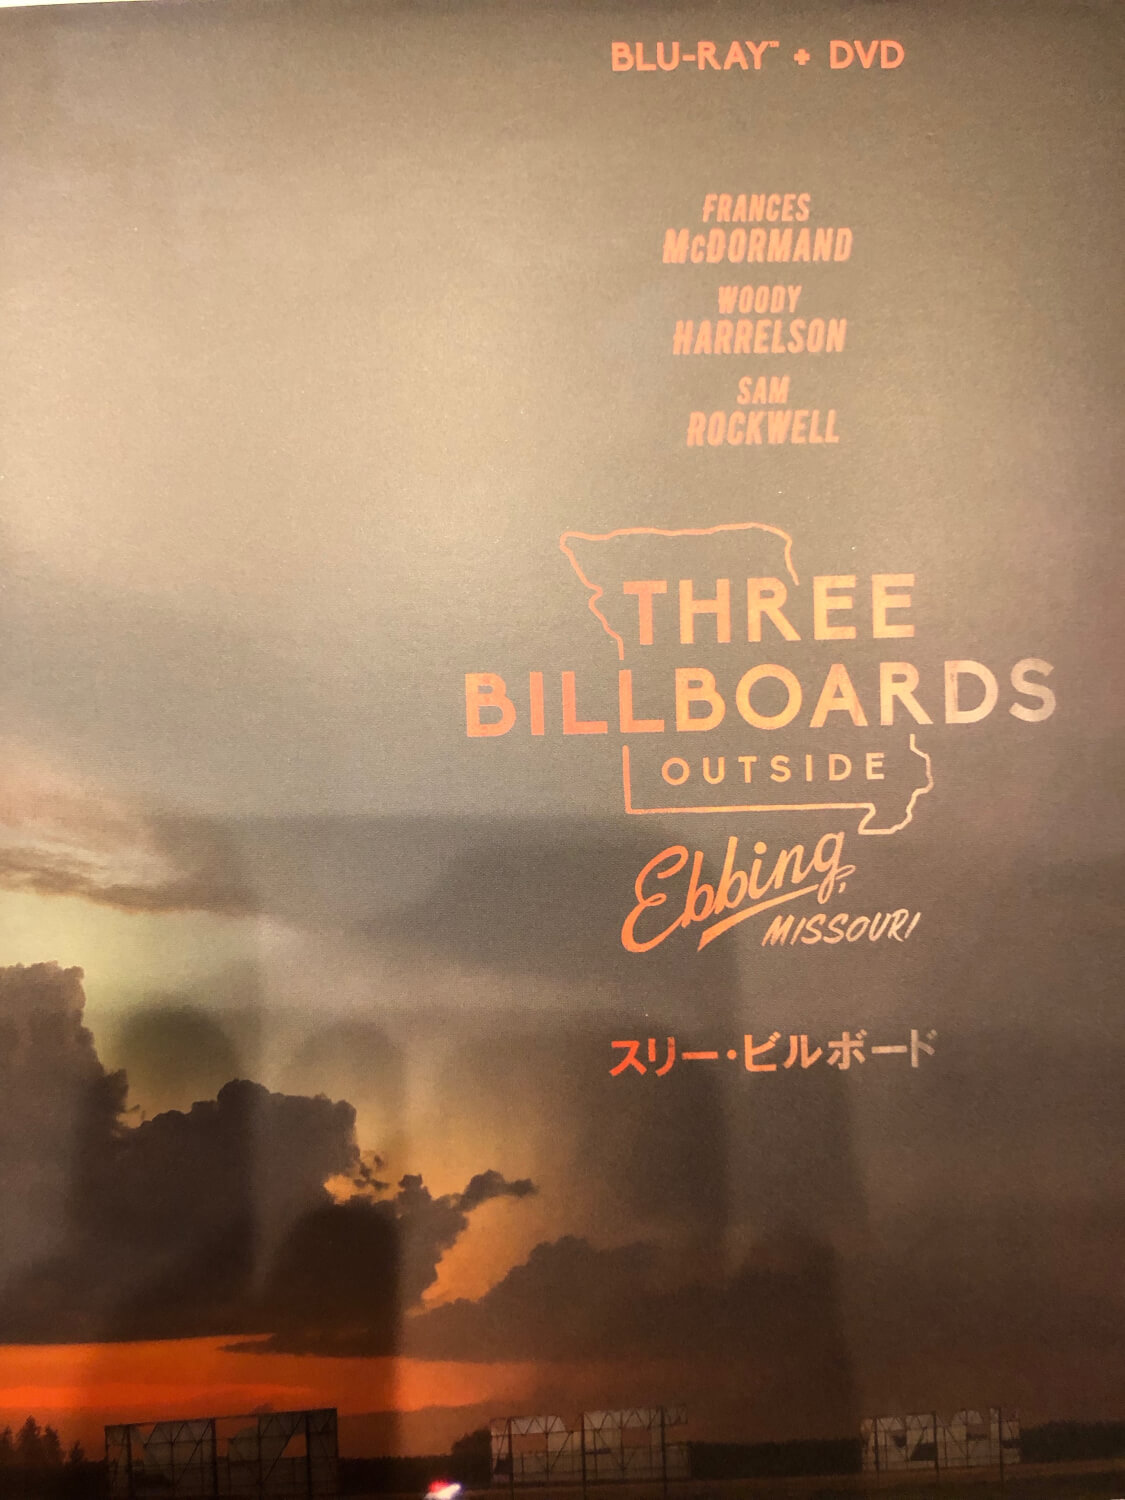 BLU-RAY™ + DVD
FRANCES
McDORMAND
WOODY
HARRELSON
SAM
ROCKWELL
THREE
BILLBOARDS
OUTSIDE
Ebbing,
MISSOURI
スリー・ビルボード